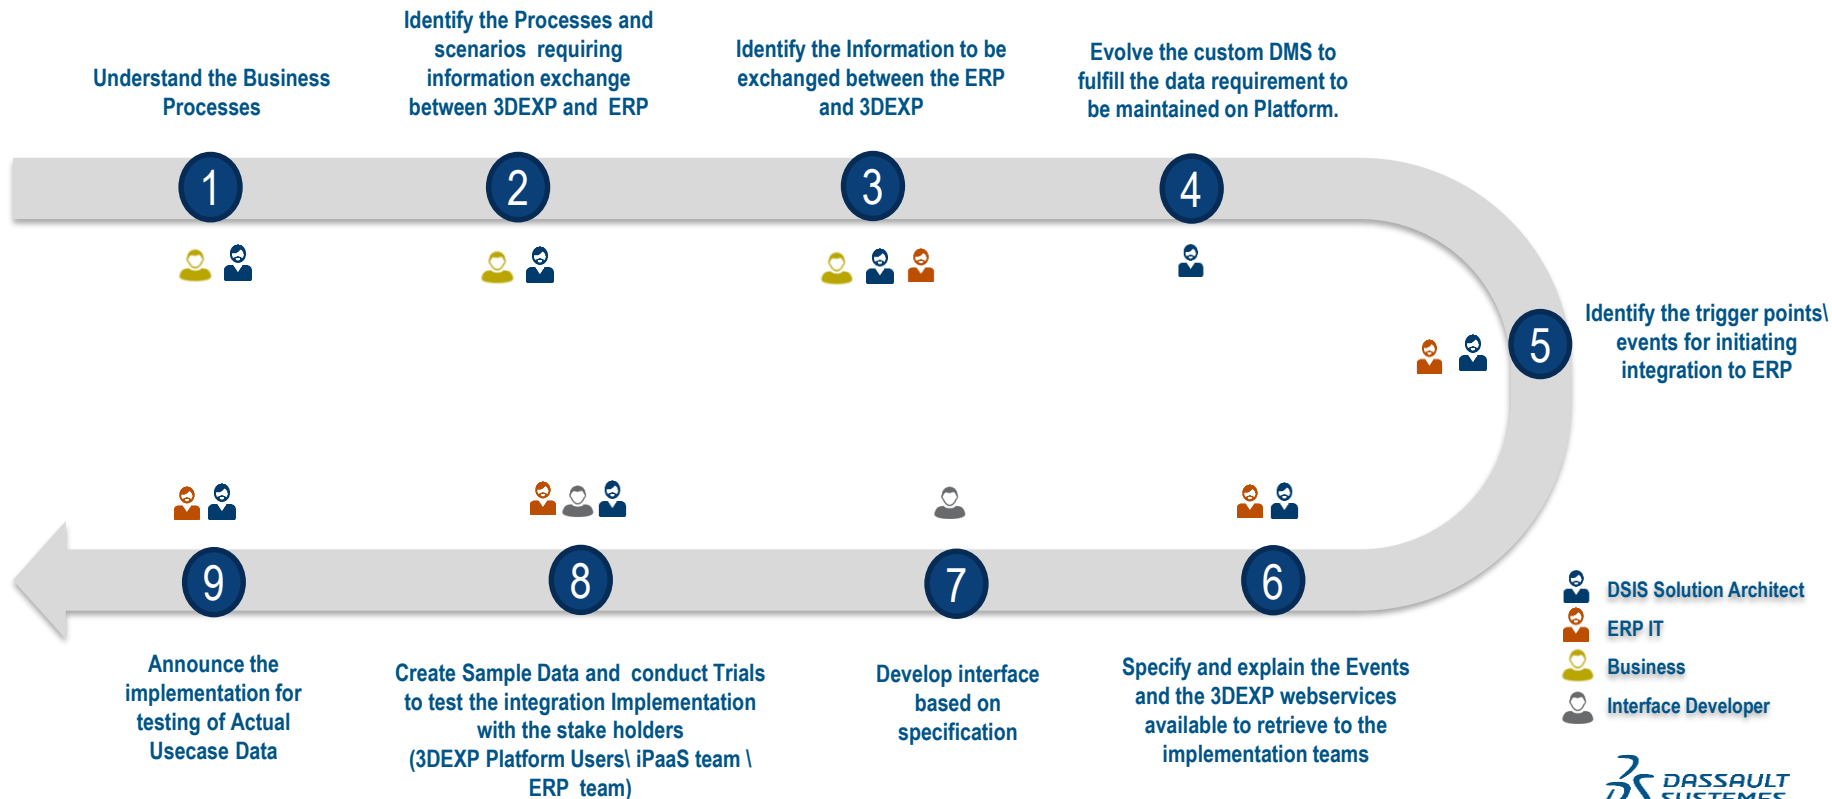 Understand the Business
Processes
Identify the Processes and
scenarios requiring
information exchange
between 3DEXP and ERP
Identify the Information to be
exchanged between the ERP
and 3DEXP
Evolve the custom DMS to
fulfill the data requirement to
be maintained on Platform.
1
2
3
4
5
Identify the trigger points\
events for initiating
integration to ERP
9
8
7
6
Announce the
implementation for
testing of Actual
Usecase Data
Create Sample Data and conduct Trials
to test the integration Implementation
with the stake holders
(3DEXP Platform Users\ iPaaS team \
ERP team)
Develop interface
based on
specification
Specify and explain the Events
and the 3DEXP webservices
available to retrieve to the
implementation teams
DSIS Solution Architect
ERP IT
Business
Interface Developer
DASSAULT
SYSTEMES